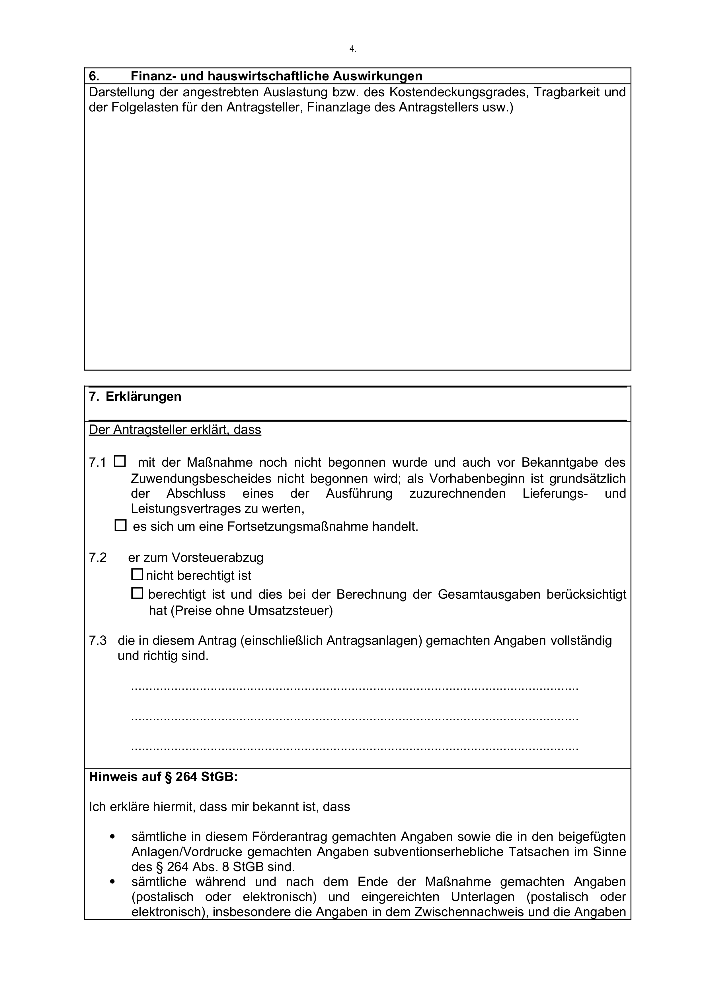 4.
6. Finanz- und hauswirtschaftliche Auswirkungen
Darstellung der angestrebten Auslastung bzw. des Kostendeckungsgrades, Tragbarkeit und
der Folgelasten für den Antragsteller, Finanzlage des Antragstellers usw.)
7. Erklärungen
Der Antragsteller erklärt, dass
7.1 ☐ mit der Maßnahme noch nicht begonnen wurde und auch vor Bekanntgabe des
Zuwendungsbescheides nicht begonnen wird; als Vorhabenbeginn ist grundsätzlich
der Abschluss eines der Ausführung zuzurechnenden Lieferungs- und
Leistungsvertrages zu werten,
☐ es sich um eine Fortsetzungsmaßnahme handelt.
7.2 er zum Vorsteuerabzug
☐ nicht berechtigt ist
☐ berechtigt ist und dies bei der Berechnung der Gesamtausgaben berücksichtigt
hat (Preise ohne Umsatzsteuer)
7.3 die in diesem Antrag (einschließlich Antragsanlagen) gemachten Angaben vollständig
und richtig sind.
..............................................................................................................................
..............................................................................................................................
..............................................................................................................................
Hinweis auf § 264 StGB:
Ich erkläre hiermit, dass mir bekannt ist, dass
• sämtliche in diesem Förderantrag gemachten Angaben sowie die in den beigefügten
Anlagen/Vordrucke gemachten Angaben subventionserhebliche Tatsachen im Sinne
des § 264 Abs. 8 StGB sind.
• sämtliche während und nach dem Ende der Maßnahme gemachten Angaben
(postalisch oder elektronisch) und eingereichten Unterlagen (postalisch oder
elektronisch), insbesondere die Angaben in dem Zwischennachweis und die Angaben